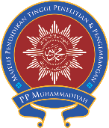 MAJELIS PENDIDIKAN TINGGI PENELITIAN & PENGEMBANGAN
PP MUHAMMADIYAH